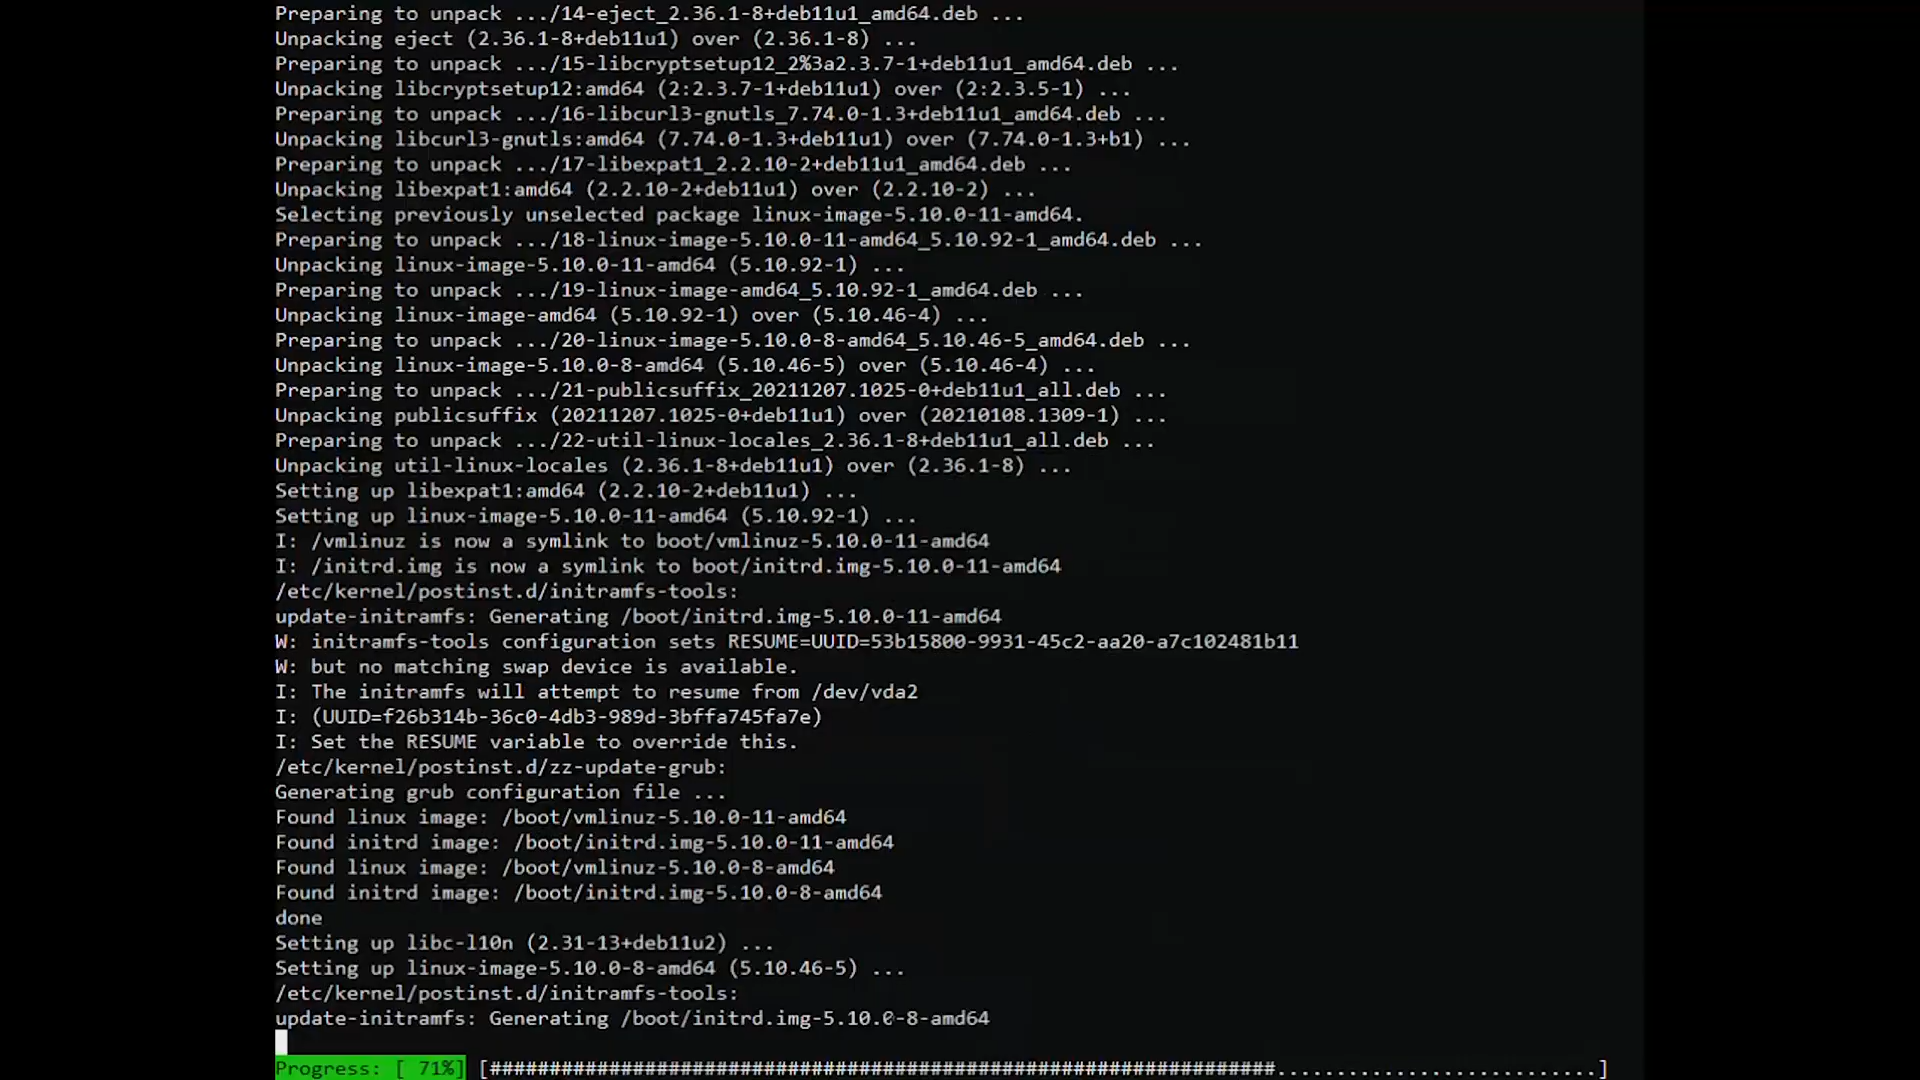 Preparing to unpack .../14-eject_2.36.1-8+deb11u1_amd64.deb ...
Unpacking eject (2.36.1-8+deb11u1) over (2.36.1-8) ...
Preparing to unpack .../15-libcryptsetup12_2%3a2.3.7-1+deb11u1_amd64.deb ...
Unpacking libcryptsetup12:amd64 (2:2.3.7-1+deb11u1) over (2:2.3.5-1) ...
Preparing to unpack .../16-libcurl3-gnutls_7.74.0-1.3+deb11u1_amd64.deb ...
Unpacking libcurl3-gnutls:amd64 (7.74.0-1.3+deb11u1) over (7.74.0-1.3+b1) ...
Preparing to unpack .../17-libexpat1_2.2.10-2+deb11u1_amd64.deb ...
Unpacking libexpat1:amd64 (2.2.10-2+deb11u1) over (2.2.10-2) ...
Selecting previously unselected package linux-image-5.10.0-11-amd64.
Preparing to unpack .../18-linux-image-5.10.0-11-amd64_5.10.92-1_amd64.deb ...
Unpacking linux-image-5.10.0-11-amd64 (5.10.92-1) ...
Preparing to unpack .../19-linux-image-amd64_5.10.92-1_amd64.deb ...
Unpacking linux-image-amd64 (5.10.92-1) over (5.10.46-4) ...
Preparing to unpack .../20-linux-image-5.10.0-8-amd64_5.10.46-5_amd64.deb ...
Unpacking linux-image-5.10.0-8-amd64 (5.10.46-5) over (5.10.46-4) ...
Preparing to unpack .../21-publicsuffix_20211207.1025-0+deb11u1_all.deb ...
Unpacking publicsuffix (20211207.1025-0+deb11u1) over (20210108.1309-1) ...
Preparing to unpack .../22-util-linux-locales_2.36.1-8+deb11u1_all.deb ...
Unpacking util-linux-locales (2.36.1-8+deb11u1) over (2.36.1-8) ...
Setting up libexpat1:amd64 (2.2.10-2+deb11u1) ...
Setting up linux-image-5.10.0-11-amd64 (5.10.92-1) ...
I: /vmlinuz is now a symlink to boot/vmlinuz-5.10.0-11-amd64
I: /initrd.img is now a symlink to boot/initrd.img-5.10.0-11-amd64
/etc/kernel/postinst.d/initramfs-tools:
update-initramfs: Generating /boot/initrd.img-5.10.0-11-amd64
W: initramfs-tools configuration sets RESUME=UUID=53b15800-9931-45c2-aa20-a7c102481b11
W: but no matching swap device is available.
I: The initramfs will attempt to resume from /dev/vda2
I: (UUID=f26b314b-36c0-4db3-989d-3bffa745fa7e)
I: Set the RESUME variable to override this.
/etc/kernel/postinst.d/zz-update-grub:
Generating grub configuration file ...
Found linux image: /boot/vmlinuz-5.10.0-11-amd64
Found initrd image: /boot/initrd.img-5.10.0-11-amd64
Found linux image: /boot/vmlinuz-5.10.0-8-amd64
Found initrd image: /boot/initrd.img-5.10.0-8-amd64
done
Setting up libc-l10n (2.31-13+deb11u2) ...
Setting up linux-image-5.10.0-8-amd64 (5.10.46-5) ...
/etc/kernel/postinst.d/initramfs-tools:
update-initramfs: Generating /boot/initrd.img-5.10.0-8-amd64
Progress: [ 71%] [##################################################################...........................]